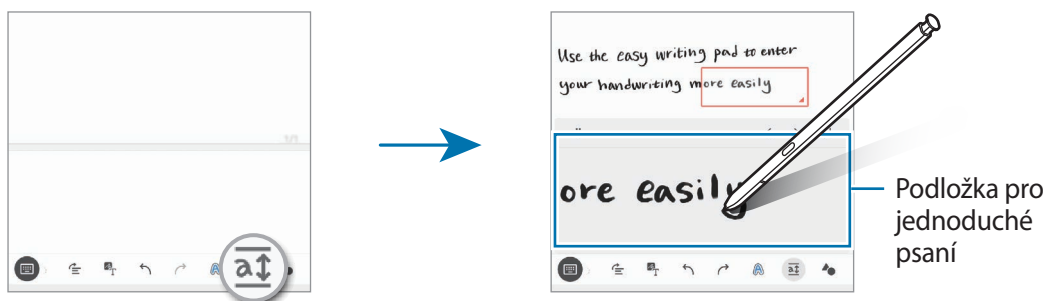 Use the easy writing pad to enter
your handwriting more easily
ore easily
Podložka pro
jednoduché
psaní